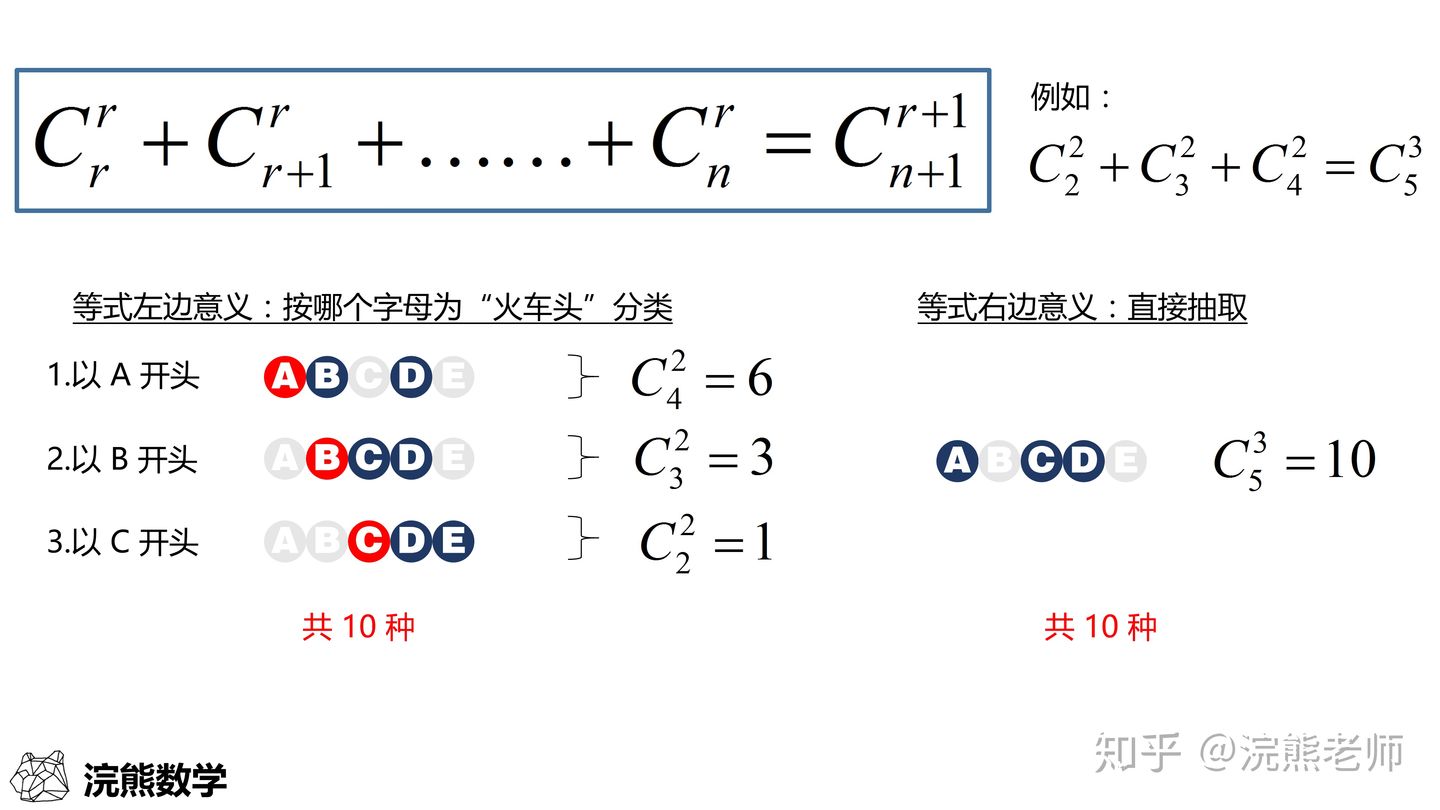 C_r^r + C_{r+1}^r + …… + C_n^r = C_{n+1}^{r+1}
例如：
C_2^2 + C_3^2 + C_4^2 = C_5^3
等式左边意义：按哪个字母为“火车头”分类
1.以 A 开头 A B C D E C_4^2 = 6
2.以 B 开头 A B C D E C_3^2 = 3
3.以 C 开头 A B C D E C_2^2 = 1
共 10 种
等式右边意义：直接抽取
A B C D E C_5^3 = 10
共 10 种
浣熊数学
知乎 @浣熊老师